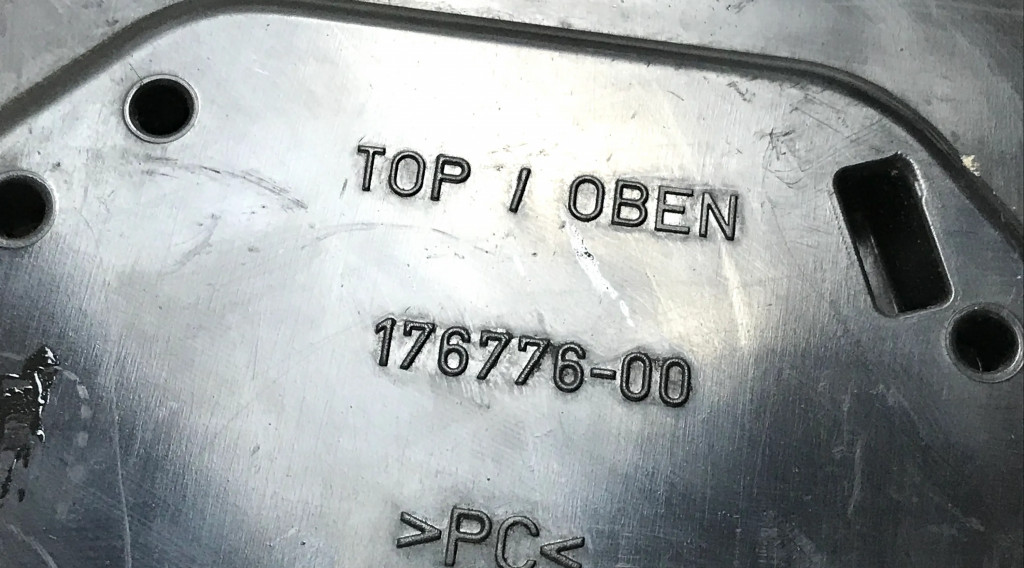 TOP / OBEN
176776-00
>PC<